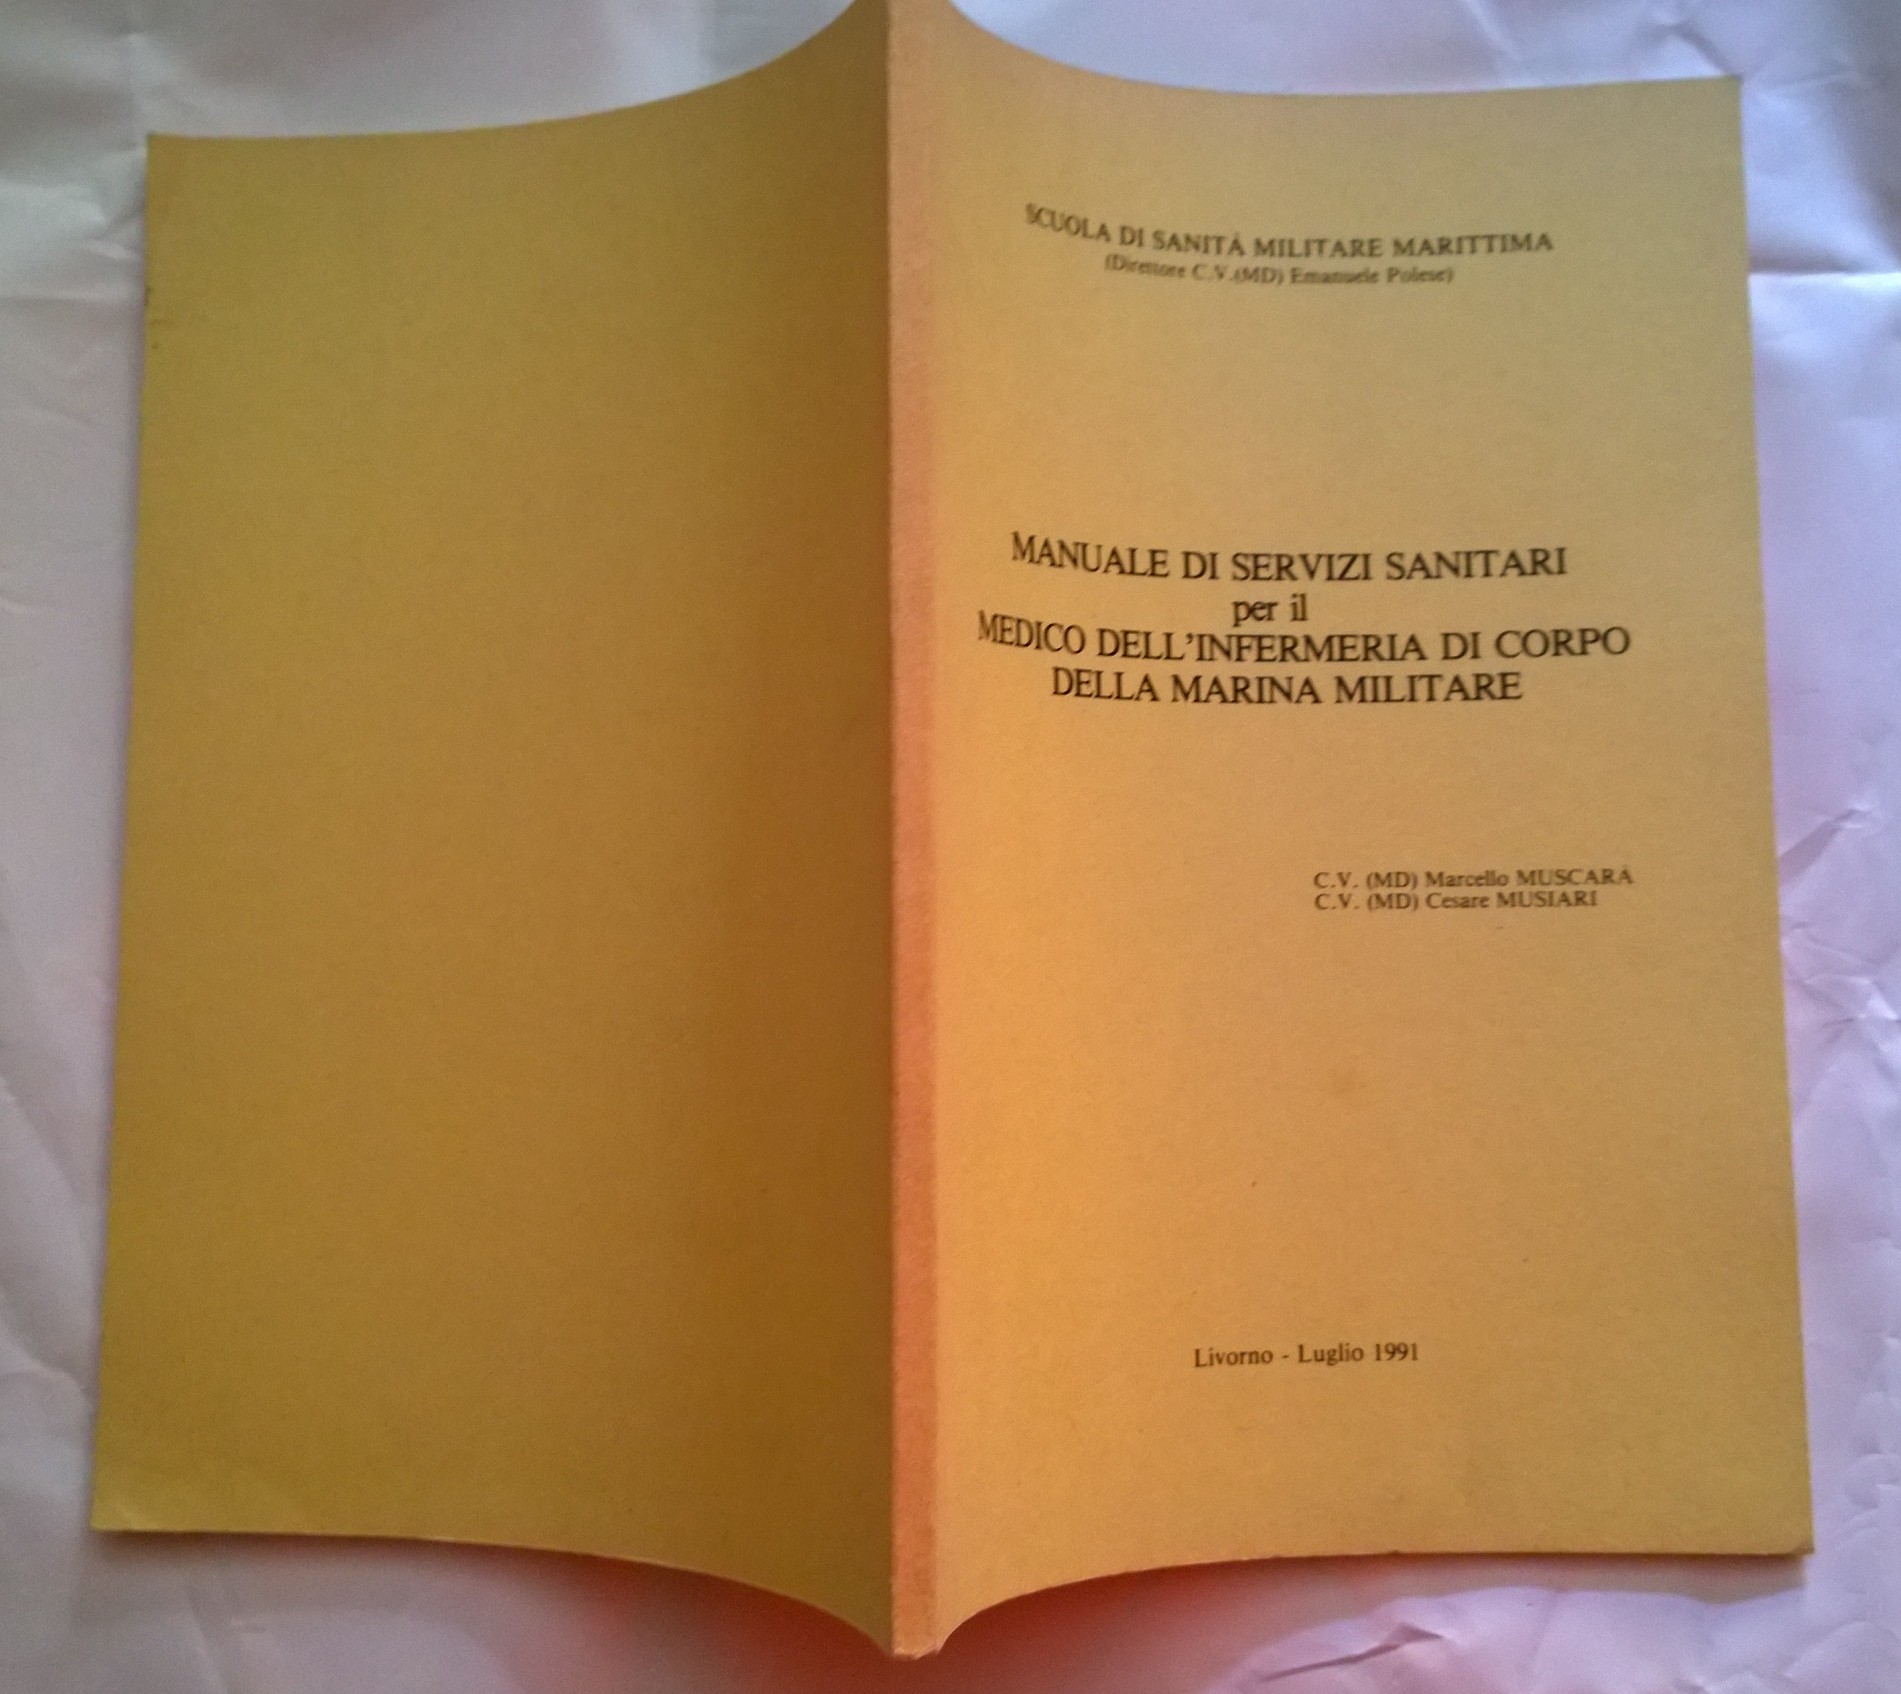 SCUOLA DI SANITÀ MILITARE MARITTIMA
(Direttore C.V.(MD) Emanuele Polese)
MANUALE DI SERVIZI SANITARI
per il
MEDICO DELL'INFERMERIA DI CORPO
DELLA MARINA MILITARE
C.V. (MD) Marcello MUSCARÀ
C.V. (MD) Cesare MUSIARI
Livorno - Luglio 1991